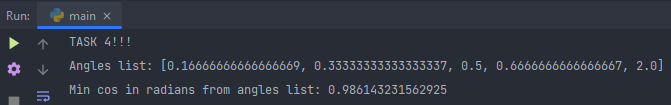 Run: main ×
TASK 4!!!
Angles list: [0.16666666666666669, 0.33333333333333337, 0.5, 0.6666666666666667, 2.0]
Min cos in radians from angles list: 0.986143231562925